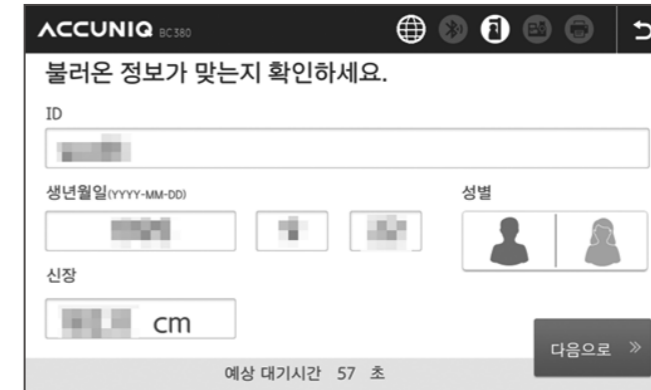 ACCUNIQ BC380
불러온 정보가 맞는지 확인하세요.
ID
생년월일(YYYY-MM-DD)
성별
신장
cm
다음으로 »
예상 대기시간 57 초